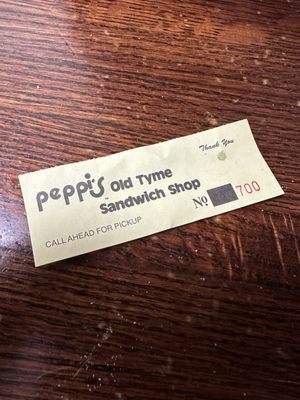 peppi's Old Tyme
Sandwich Shop
CALL AHEAD FOR PICKUP
Thank You
No 700